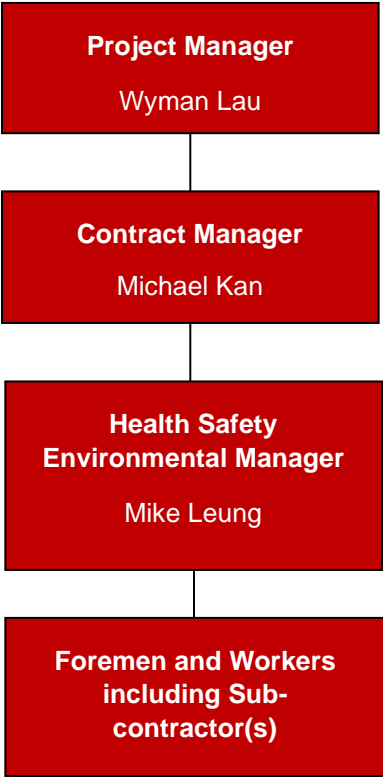 Project Manager
Wyman Lau
Contract Manager
Michael Kan
Health Safety
Environmental Manager
Mike Leung
Foremen and Workers
including Sub-
contractor(s)